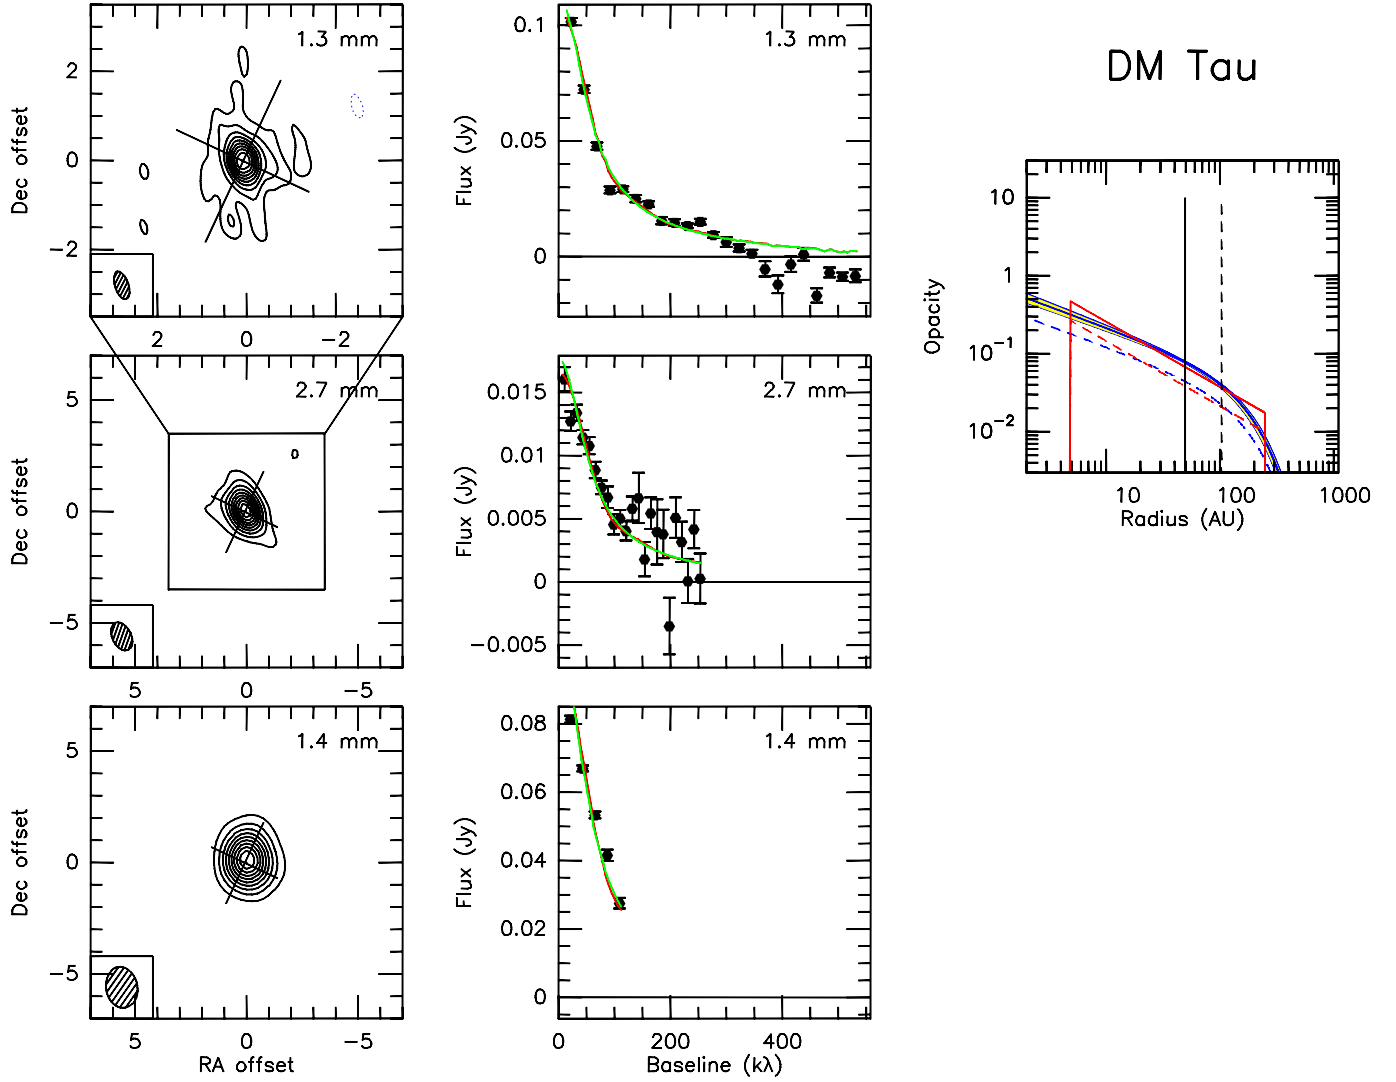 DM Tau
1.3 mm
Dec offset
2
0
−2
2
0
−2
1.3 mm
Flux (Jy)
0.1
0.05
0
2.7 mm
Dec offset
5
0
−5
5
0
−5
2.7 mm
Flux (Jy)
0.015
0.01
0.005
0
−0.005
1.4 mm
Dec offset
5
0
−5
5
0
−5
RA offset
1.4 mm
Flux (Jy)
0.08
0.06
0.04
0.02
0
0
200
400
Baseline (kλ)
Opacity
10
1
10−1
10−2
10
100
1000
Radius (AU)